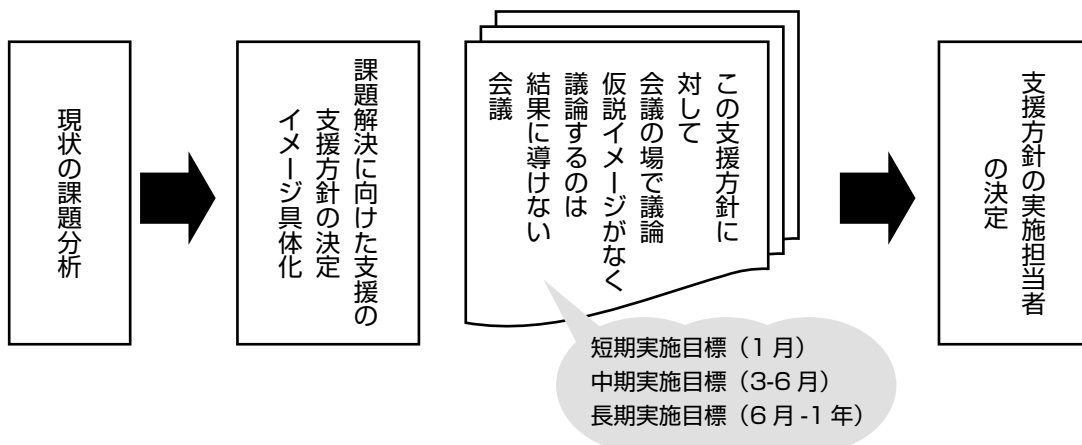 現状の課題分析
課題解決に向けた支援の
支援方針の決定
イメージ具体化
この支援方針に
対して
会議の場で議論
仮説イメージがなく
議論するのは
結果に導けない
会議
短期実施目標（1 月）
中期実施目標（3-6 月）
長期実施目標（6 月 -1 年）
支援方針の実施担当者
の決定